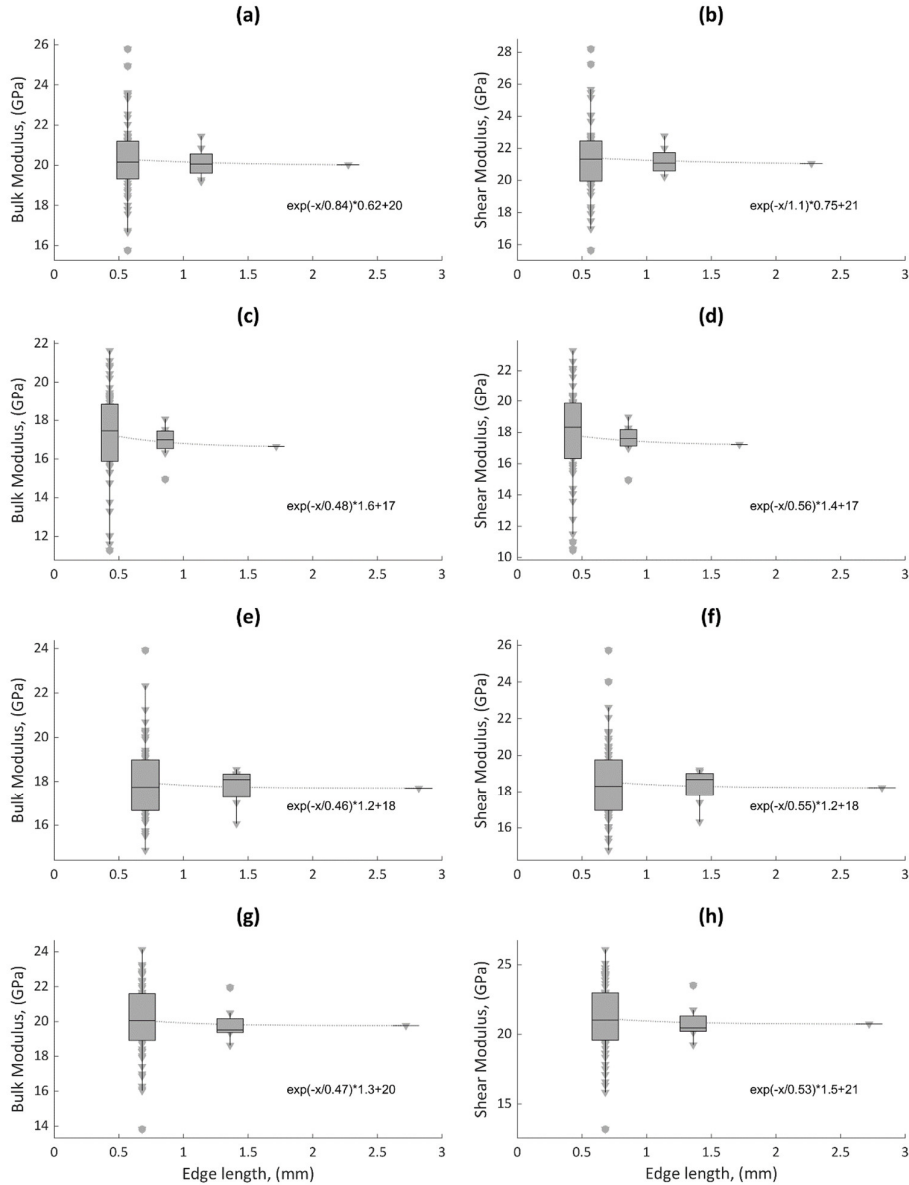 (a)
26
24
22
20
18
16
Bulk Modulus, (GPa)
exp(-x/0.84)*0.62+20
0 0.5 1 1.5 2 2.5 3
(b)
28
26
24
22
20
18
16
Shear Modulus, (GPa)
exp(-x/1.1)*0.75+21
0 0.5 1 1.5 2 2.5 3
(c)
22
20
18
16
14
12
Bulk Modulus, (GPa)
exp(-x/0.48)*1.6+17
0 0.5 1 1.5 2 2.5 3
(d)
22
20
18
16
14
12
10
Shear Modulus, (GPa)
exp(-x/0.56)*1.4+17
0 0.5 1 1.5 2 2.5 3
(e)
24
22
20
18
16
Bulk Modulus, (GPa)
exp(-x/0.46)*1.2+18
0 0.5 1 1.5 2 2.5 3
(f)
26
24
22
20
18
16
Shear Modulus, (GPa)
exp(-x/0.55)*1.2+18
0 0.5 1 1.5 2 2.5 3
(g)
24
22
20
18
16
14
Bulk Modulus, (GPa)
exp(-x/0.47)*1.3+20
0 0.5 1 1.5 2 2.5 3
Edge length, (mm)
(h)
25
20
15
Shear Modulus, (GPa)
exp(-x/0.53)*1.5+21
0 0.5 1 1.5 2 2.5 3
Edge length, (mm)